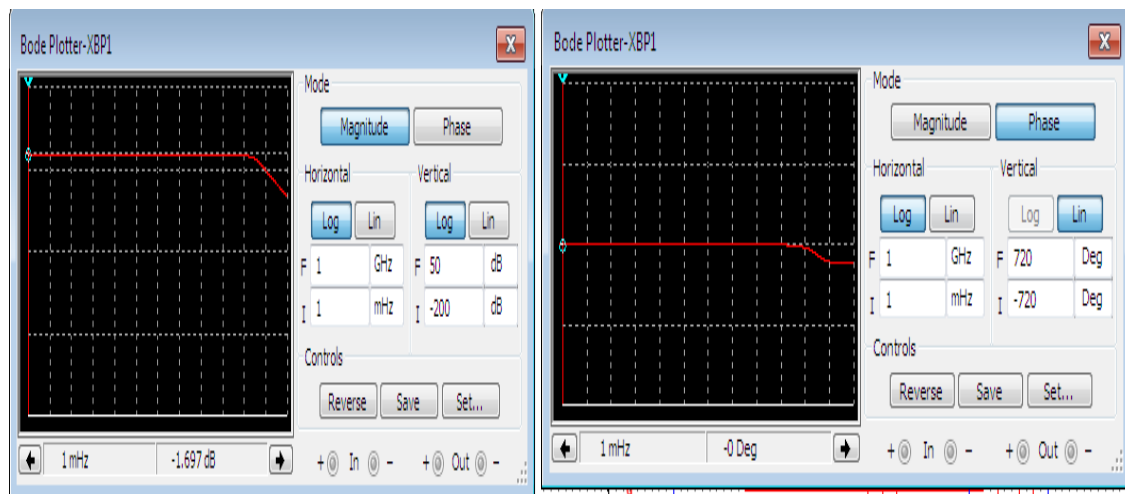 Bode Plotter-XBP1
Mode
Magnitude Phase
Horizontal Vertical
Log Lin Log Lin
F 1 GHz F 50 dB
I 1 mHz I -200 dB
Controls
Reverse Save Set...
1 mHz -1.697 dB
+ In - + Out -
Bode Plotter-XBP1
Mode
Magnitude Phase
Horizontal Vertical
Log Lin Log Lin
F 1 GHz F 720 Deg
I 1 mHz I -720 Deg
Controls
Reverse Save Set...
1 mHz -0 Deg
+ In - + Out -